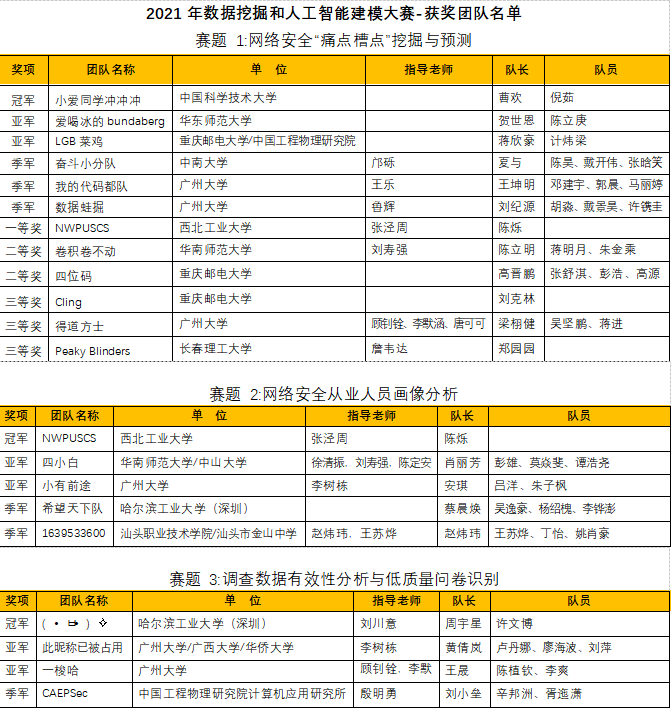 2021 年数据挖掘和人工智能建模大赛-获奖团队名单
赛题 1:网络安全“痛点槽点”挖掘与预测
奖项 团队名称 单 位 指导老师 队长 队员
冠军 小爱同学冲冲冲 中国科学技术大学 曹欢 倪茹
亚军 爱喝冰的 bundaberg 华东师范大学 贺世恩 陈立庚
亚军 LGB 莱鸡 重庆邮电大学/中国工程物理研究院 蒋欣豪 计炜梁
季军 奋斗小分队 中南大学 邝砾 夏与 陈昊、戴开伟、张晗笑
季军 我的代码都队 广州大学 王乐 王坤明 邓建宇、郭晨、马丽婷
季军 数据蛙掘 广州大学 鲁辉 刘纪源 胡淼、戴景昊、许镌圭
一等奖 NWPUSCS 西北工业大学 张泾周 陈烁
二等奖 卷积卷不动 华南师范大学 刘寿强 陈立明 蒋明月、朱金乘
二等奖 四位码 重庆邮电大学 高晋鹏 张舒淇、彭浩、高源
三等奖 Cling 重庆邮电大学 刘克林
三等奖 得道方士 广州大学 顾钊铨、李默涵、唐可可 梁栩健 吴坚鹏、蒋进
三等奖 Peaky Blinders 长春理工大学 詹韦达 郑园园
赛题 2:网络安全从业人员画像分析
奖项 团队名称 单 位 指导老师 队长 队员
冠军 NWPUSCS 西北工业大学 张泾周 陈烁
亚军 四小白 华南师范大学/中山大学 徐清振、刘寿强、陈定安 肖丽芳 彭雄、莫焱斐、谭浩尧
亚军 小有前途 广州大学 李树栋 安琪 吕洋、朱子枫
季军 希望天下队 哈尔滨工业大学（深圳） 蔡晨焕 吴逸豪、杨绍槐、李铧澎
季军 1639533600 汕头职业技术学院/汕头市金山中学 赵炜玮、王苏烨 赵炜玮 王苏烨、丁怡、姚肖豪
赛题 3:调查数据有效性分析与低质量问卷识别
奖项 团队名称 单 位 指导老师 队长 队员
冠军 哈尔滨工业大学（深圳） 刘川意 周宇星 许文博
亚军 此昵称已被占用 广州大学/广西大学/华侨大学 李树栋 黄倩岚 卢丹娜、廖海波、刘萍
亚军 一梭哈 广州大学 顾钊铨、李默 王晟 陈植钦、李爽
季军 CAEPSec 中国工程物理研究院计算机应用研究所 殷明勇 刘小垒 辛邦洲、胥迤潇